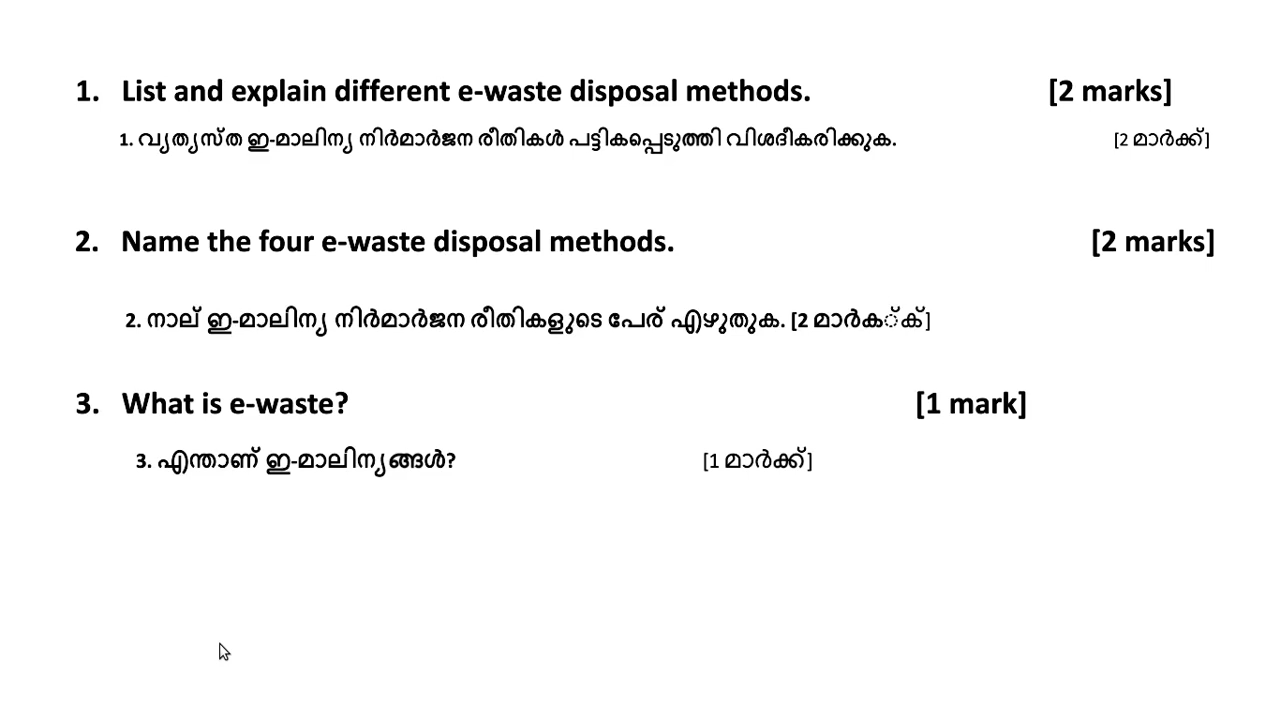 1. List and explain different e-waste disposal methods. [2 marks]
1. വ്യത്യസ്ത ഇ-മാലിന്യ നിർമാർജന രീതികൾ പട്ടികപ്പെടുത്തി വിശദീകരിക്കുക. [2 മാർക്ക്]
2. Name the four e-waste disposal methods. [2 marks]
2. നാല് ഇ-മാലിന്യ നിർമാർജന രീതികളുടെ പേര് എഴുതുക. [2 മാർക്ക്]
3. What is e-waste? [1 mark]
3. എന്താണ് ഇ-മാലിന്യങ്ങൾ? [1 മാർക്ക്]